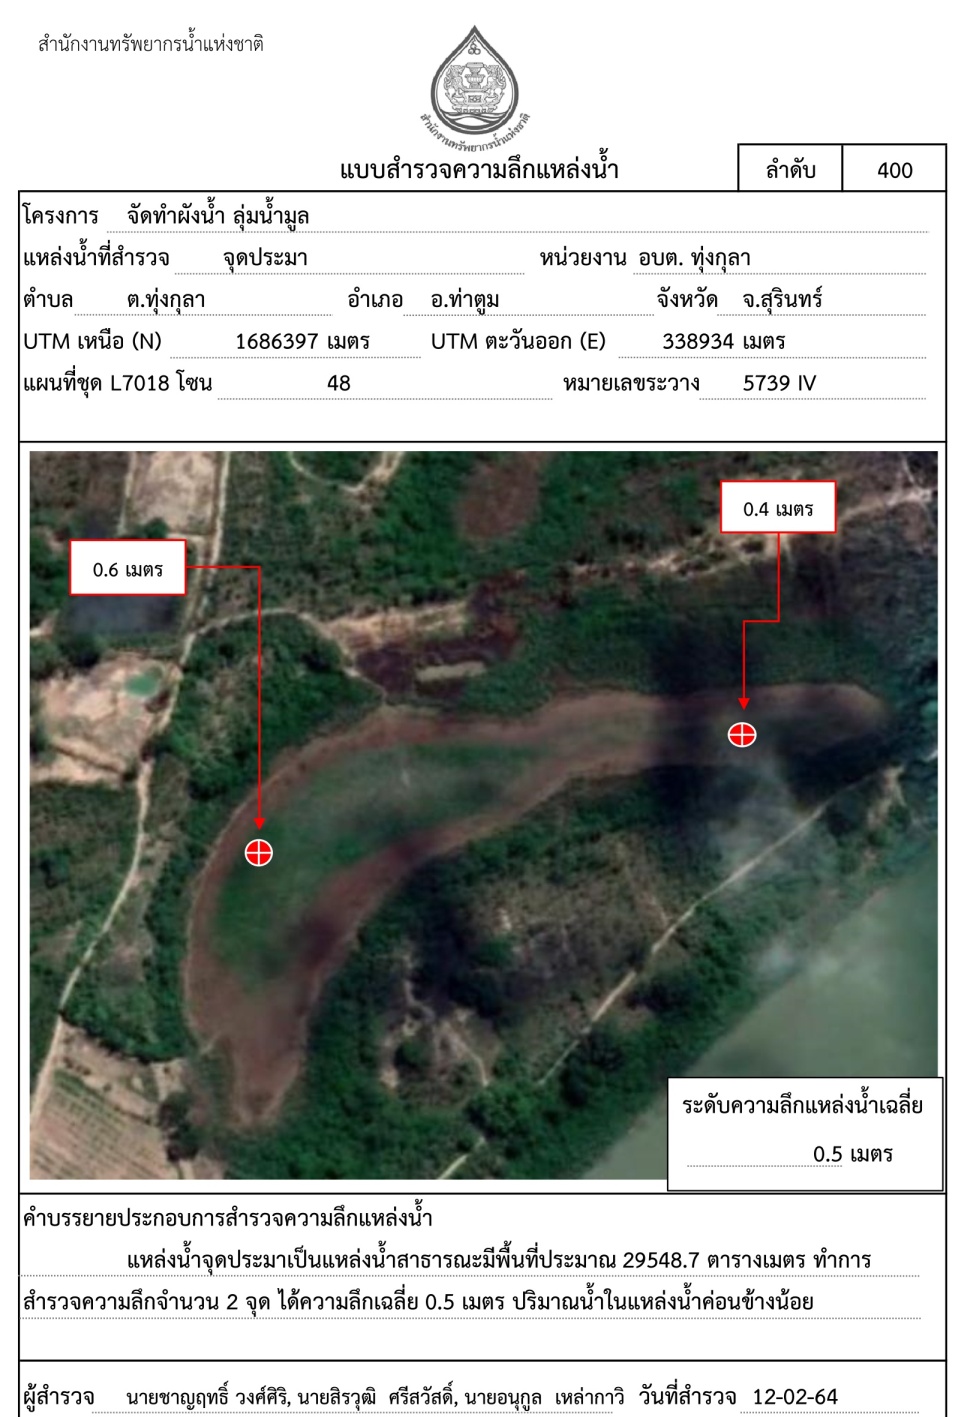 สำนักงานทรัพยากรน้ำแห่งชาติ
สำนักงานทรัพยากรน้ำแห่งชาติ
แบบสำรวจความลึกแหล่งน้ำ ลำดับ 400
โครงการ จัดทำผังน้ำ ลุ่มน้ำมูล
แหล่งน้ำที่สำรวจ จุดประมา หน่วยงาน อบต. ทุ่งกุลา
ตำบล ต.ทุ่งกุลา อำเภอ อ.ท่าตูม จังหวัด จ.สุรินทร์
UTM เหนือ (N) 1686397 เมตร UTM ตะวันออก (E) 338934 เมตร
แผนที่ชุด L7018 โซน 48 หมายเลขระวาง 5739 IV
0.4 เมตร
0.6 เมตร
ระดับความลึกแหล่งน้ำเฉลี่ย
0.5 เมตร
คำบรรยายประกอบการสำรวจความลึกแหล่งน้ำ
แหล่งน้ำจุดประมาเป็นแหล่งน้ำสาธารณะมีพื้นที่ประมาณ 29548.7 ตารางเมตร ทำการ
สำรวจความลึกจำนวน 2 จุด ได้ความลึกเฉลี่ย 0.5 เมตร ปริมาณน้ำในแหล่งน้ำค่อนข้างน้อย
ผู้สำรวจ นายชาญฤทธิ์ วงศ์ศิริ, นายสิรวุฒิ ศรีสวัสดิ์, นายอนุกูล เหล่ากาวิ วันที่สำรวจ 12-02-64